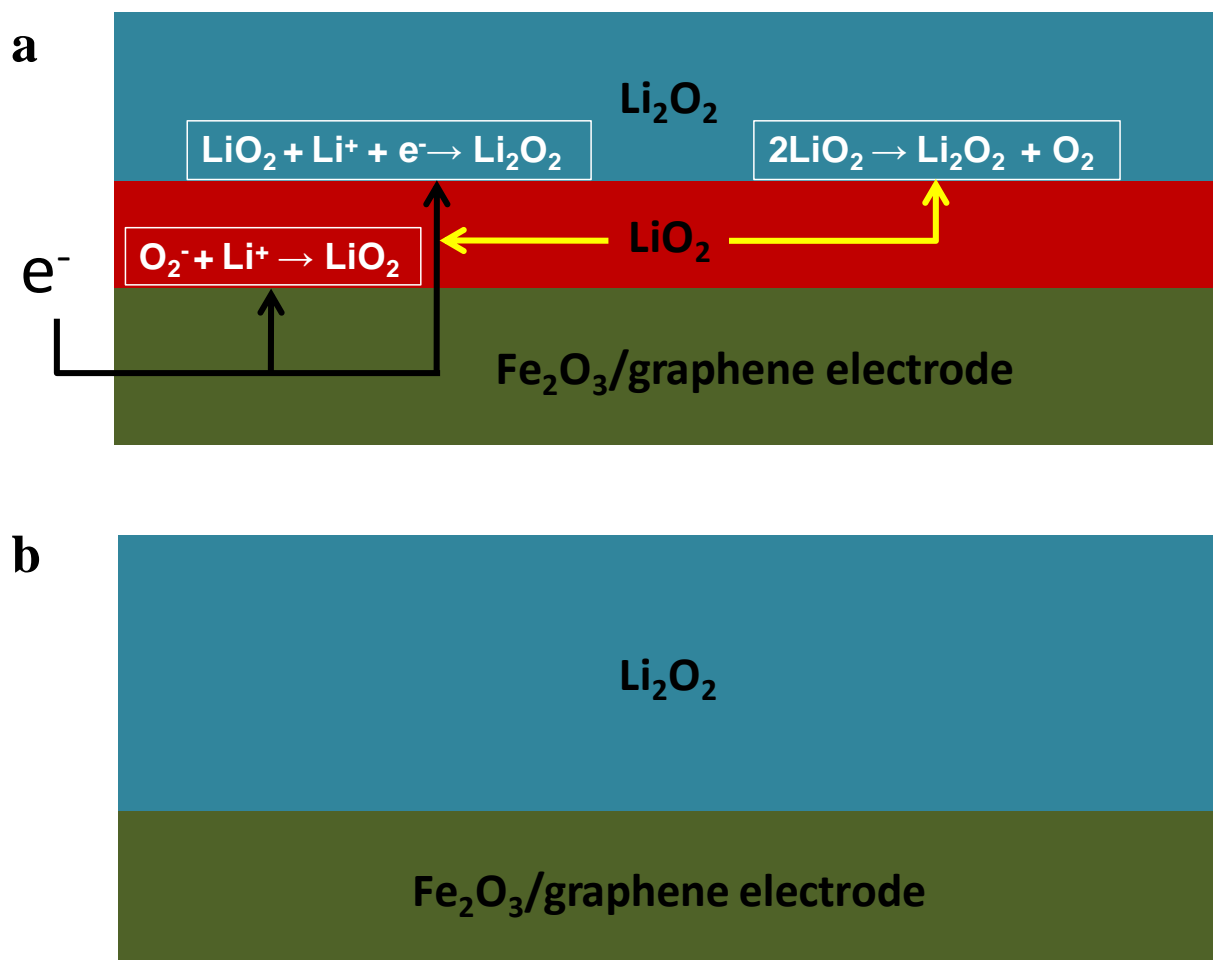 a
Li₂O₂
LiO₂ + Li⁺ + e⁻→ Li₂O₂
2LiO₂ → Li₂O₂ + O₂
LiO₂
O₂⁻ + Li⁺ → LiO₂
e⁻
Fe₂O₃/graphene electrode
b
Li₂O₂
Fe₂O₃/graphene electrode